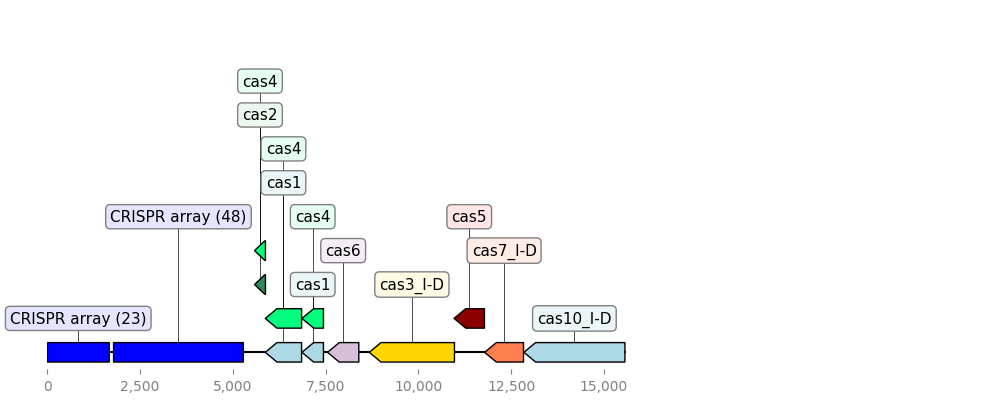 cas4
cas2
cas4
cas1
CRISPR array (48)
cas4
cas5
cas6
cas7_I-D
cas1
cas3_I-D
CRISPR array (23)
cas10_I-D
0
2,500
5,000
7,500
10,000
12,500
15,000